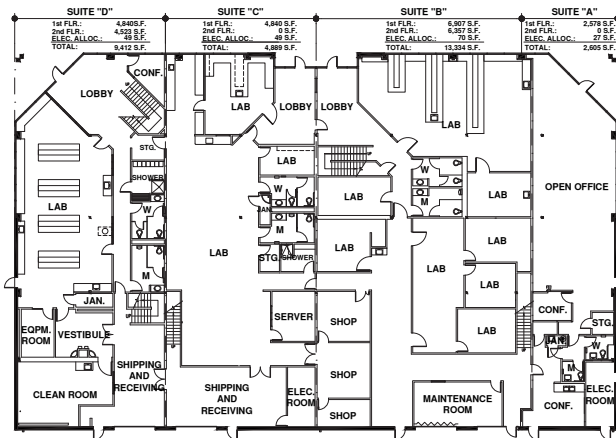 SUITE "D"
1st FLR.: 4,840S.F.
2nd FLR.: 4,523 S.F.
ELEC. ALLOC.: 49 S.F.
TOTAL: 9,412 S.F.
SUITE "C"
1st FLR.: 4,840 S.F.
2nd FLR.: 0 S.F.
ELEC. ALLOC.: 49 S.F.
TOTAL: 4,889 S.F.
SUITE "B"
1st FLR.: 6,907 S.F.
2nd FLR.: 6,357 S.F.
ELEC. ALLOC.: 70 S.F.
TOTAL: 13,334 S.F.
SUITE "A"
1st FLR.: 2,578 S.F.
2nd FLR.: 0 S.F.
ELEC. ALLOC.: 27 S.F.
TOTAL: 2,605 S.F.
LOBBY
CONF.
STG.
SHOWER
LAB
W
M
JAN.
EQPM.
ROOM
VESTIBULE
CLEAN ROOM
SHIPPING
AND
RECEIVING
LAB
LOBBY
LAB
W
JAN.
M
STG.
SHOWER
LAB
SERVER
SHIPPING
AND
RECEIVING
ELEC.
ROOM
LOBBY
LAB
W
M
LAB
LAB
LAB
LAB
LAB
LAB
LAB
SHOP
SHOP
SHOP
MAINTENANCE
ROOM
OPEN OFFICE
CONF.
STG.
JAN.
W
M
CONF.
ELEC.
ROOM